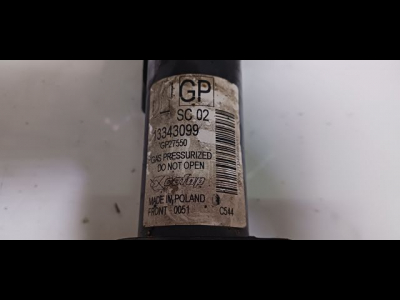 GP
SC 02
13343099
GP27550
GAS PRESSURIZED
DO NOT OPEN
MADE IN POLAND
FRONT - 0051 C544